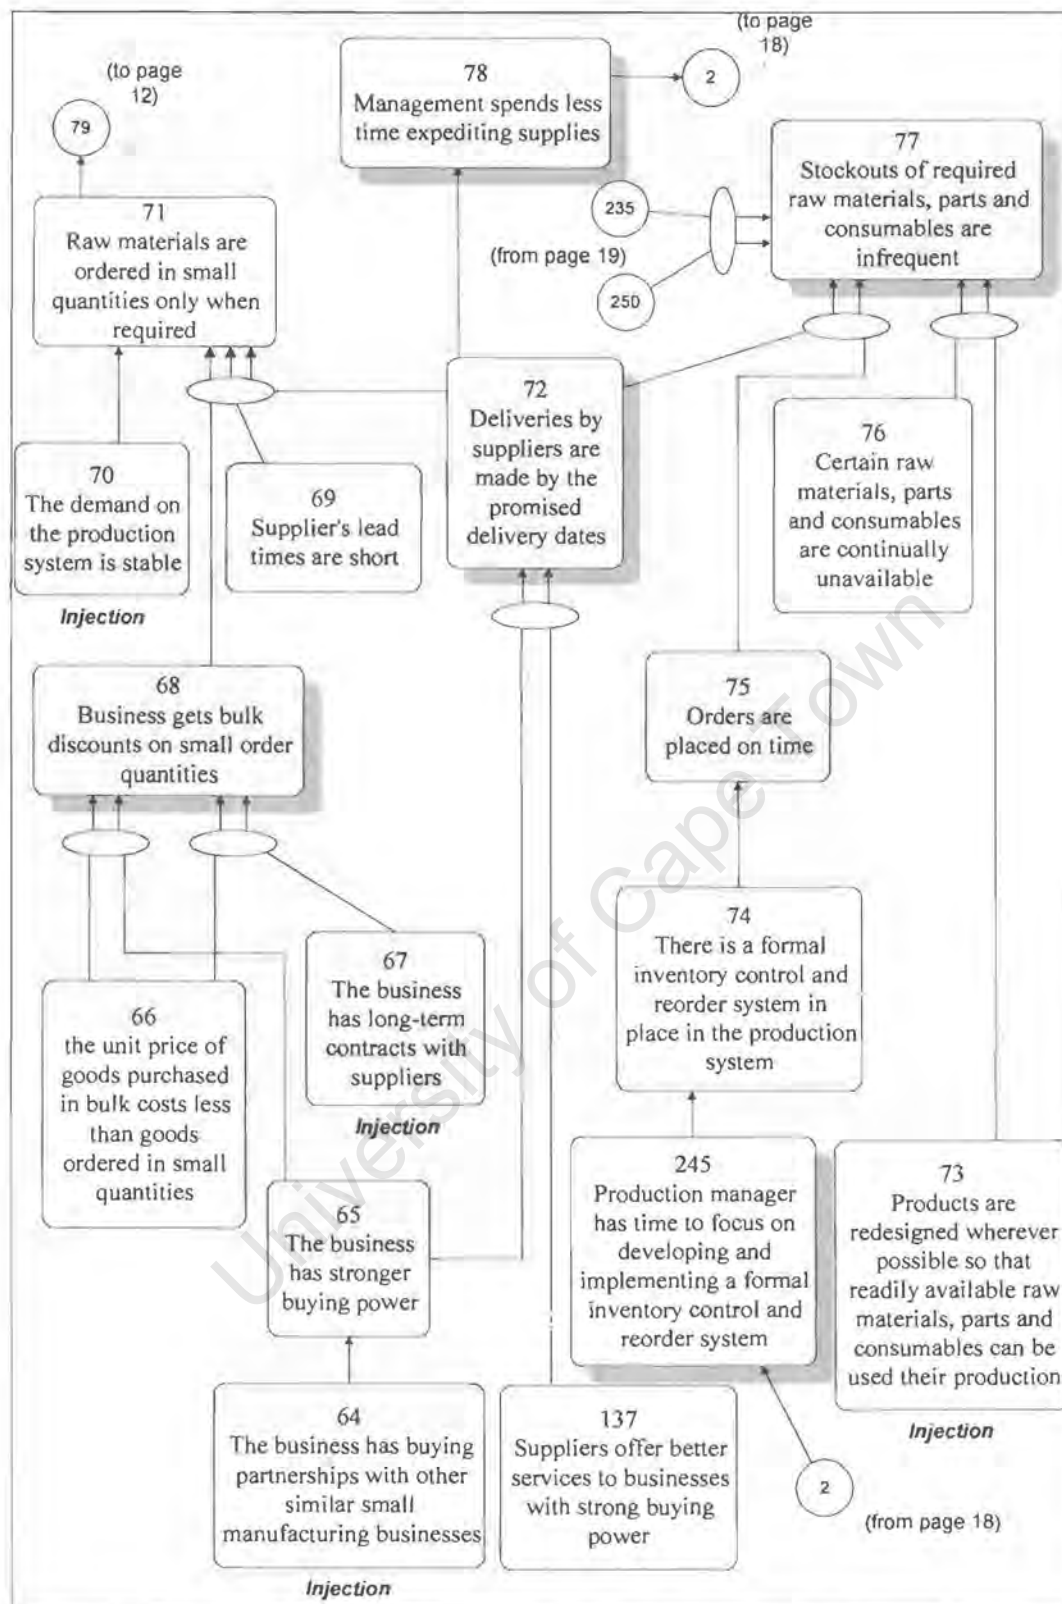 (to page
18)
(to page
12)
78
Management spends less
time expediting supplies
2
79
77
Stockouts of required
raw materials, parts and
consumables are
infrequent
71
Raw materials are
ordered in small
quantities only when
required
235
(from page 19)
250
72
Deliveries by
suppliers are
made by the
promised
delivery dates
76
Certain raw
materials, parts
and consumables
are continually
unavailable
70
The demand on
the production
system is stable
Injection
69
Supplier's lead
times are short
68
Business gets bulk
discounts on small order
quantities
75
Orders are
placed on time
74
There is a formal
inventory control and
reorder system in
place in the production
system
67
The business
has long-term
contracts with
suppliers
Injection
66
the unit price of
goods purchased
in bulk costs less
than goods
ordered in small
quantities
65
The business
has stronger
buying power
245
Production manager
has time to focus on
developing and
implementing a formal
inventory control and
reorder system
73
Products are
redesigned wherever
possible so that
readily available raw
materials, parts and
consumables can be
used their production
Injection
64
The business has buying
partnerships with other
similar small
manufacturing businesses
Injection
137
Suppliers offer better
services to businesses
with strong buying
power
2
(from page 18)
University of Cape Town